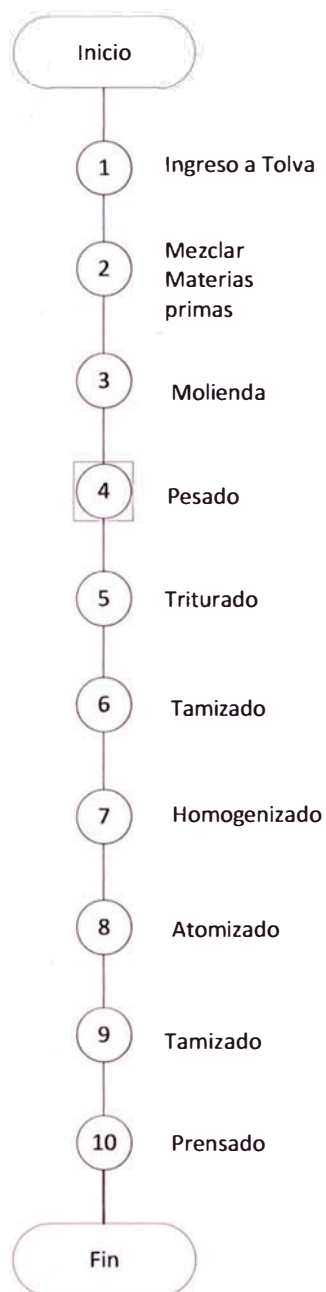 Inicio
1 Ingreso a Tolva
2 Mezclar
Materias
primas
3 Molienda
4 Pesado
5 Triturado
6 Tamizado
7 Homogenizado
8 Atomizado
9 Tamizado
10 Prensado
Fin